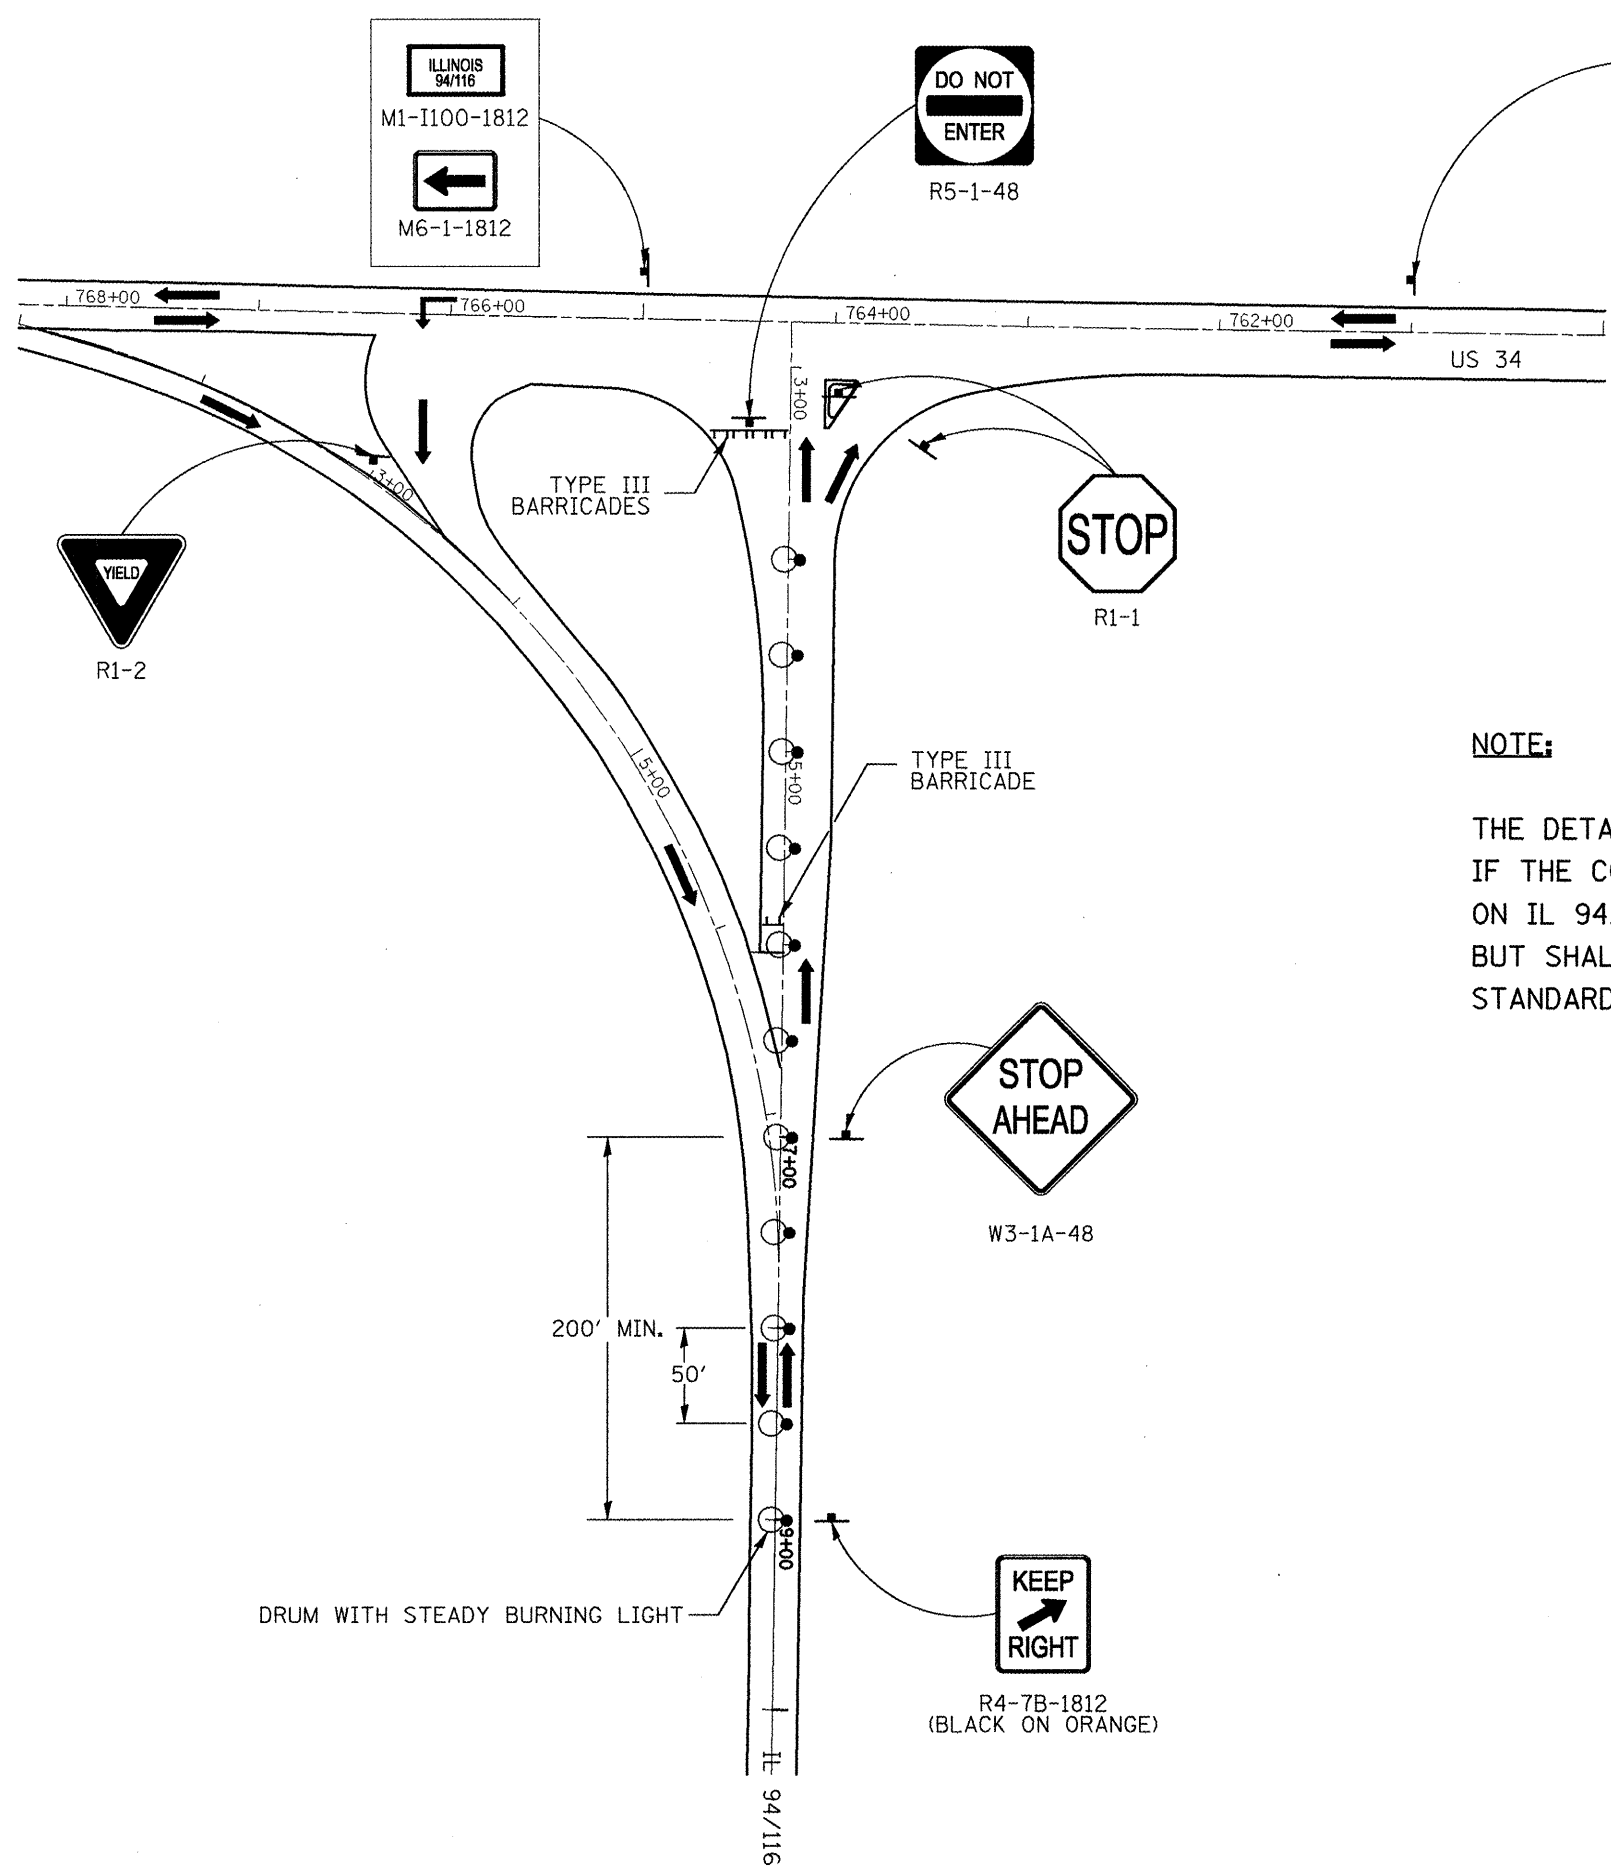 ILLINOIS
94/116
M1-I100-1812
M6-1-1812
DO NOT
ENTER
R5-1-48
768+00
766+00
764+00
762+00
US 34
3+00
3+00
TYPE III
BARRICADES
STOP
R1-1
YIELD
R1-2
5+00
5+00
TYPE III
BARRICADE
NOTE:
THE DETA
IF THE C
ON IL 94
BUT SHAL
STANDARD
STOP
AHEAD
W3-1A-48
7+00
200' MIN.
50'
9+00
DRUM WITH STEADY BURNING LIGHT
KEEP
RIGHT
R4-7B-1812
(BLACK ON ORANGE)
IL 94/116